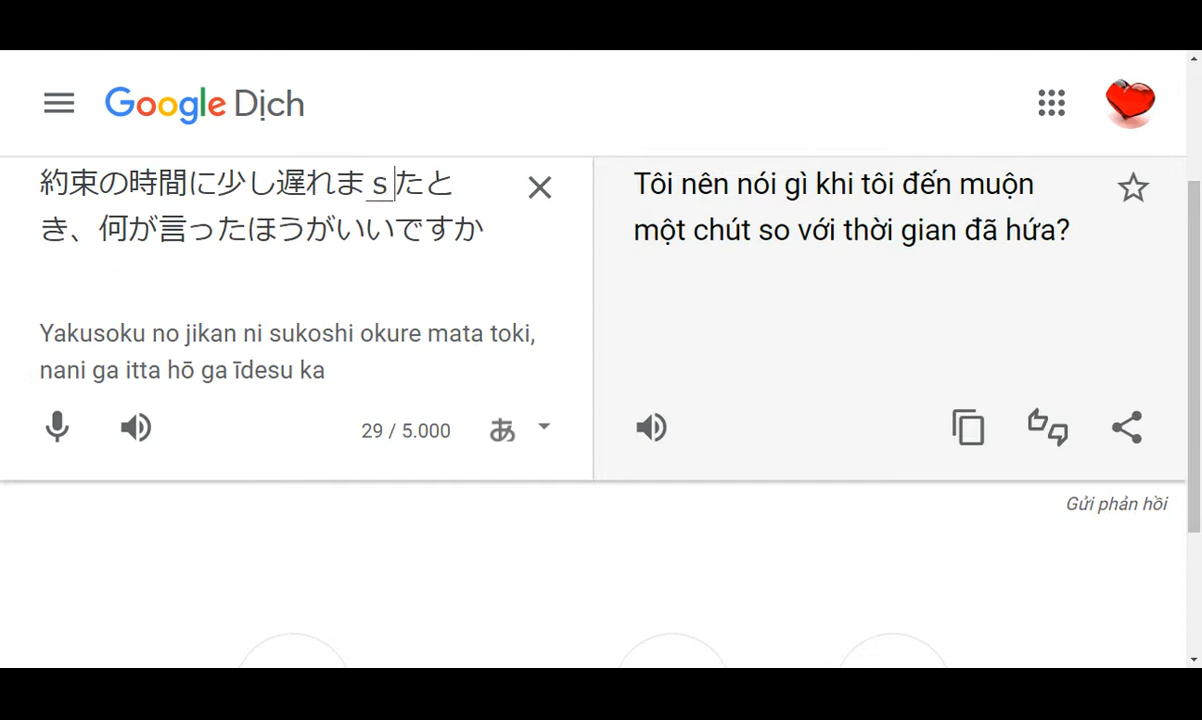 Google Dịch
約束の時間に少し遅れまsたと
き、何が言ったほうがいいですか
Tôi nên nói gì khi tôi đến muộn
một chút so với thời gian đã hứa?
Yakusoku no jikan ni sukoshi okure mata toki,
nani ga itta hō ga īdesu ka
29 / 5.000
あ
Gửi phản hồi